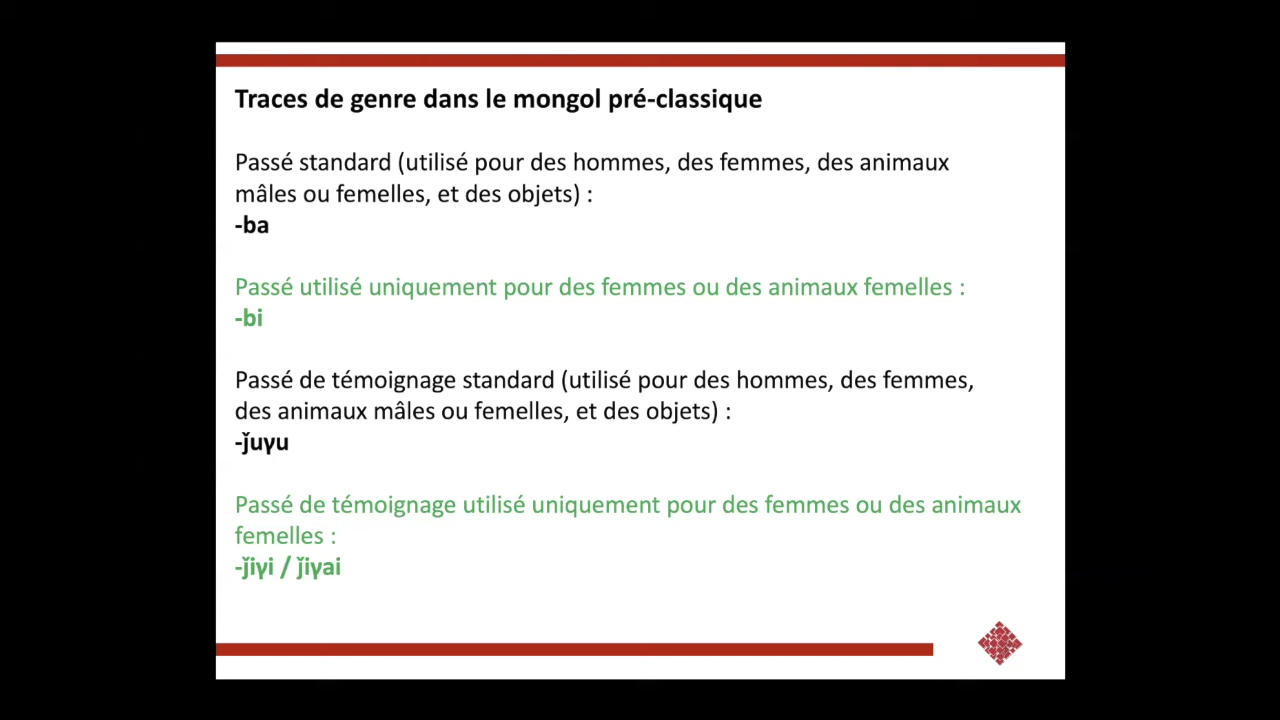 Traces de genre dans le mongol pré-classique
Passé standard (utilisé pour des hommes, des femmes, des animaux
mâles ou femelles, et des objets) :
-ba
Passé utilisé uniquement pour des femmes ou des animaux femelles :
-bi
Passé de témoignage standard (utilisé pour des hommes, des femmes,
des animaux mâles ou femelles, et des objets) :
-ǰuγu
Passé de témoignage utilisé uniquement pour des femmes ou des animaux
femelles :
-ǰiγi / ǰiγai